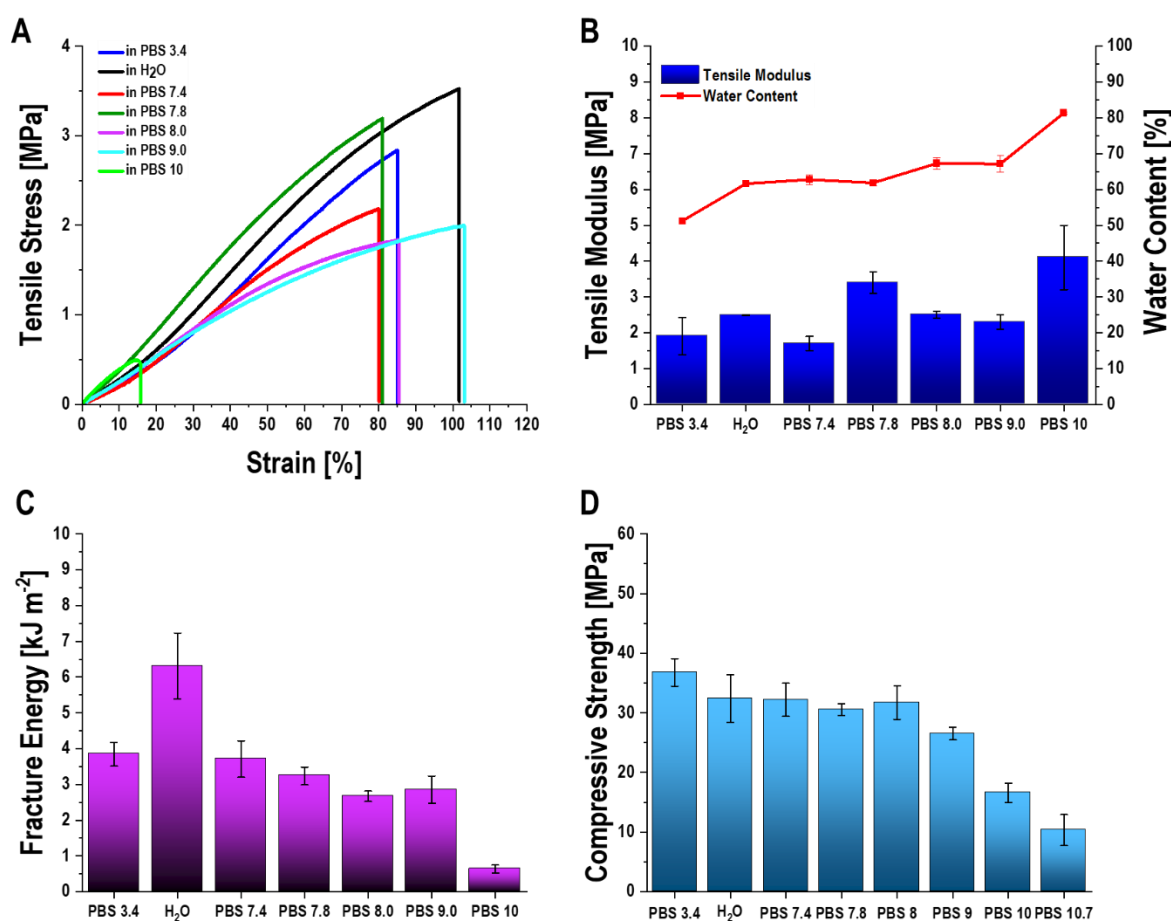 A
Tensile Stress [MPa]
4
3
2
1
0
in PBS 3.4
in H₂O
in PBS 7.4
in PBS 7.8
in PBS 8.0
in PBS 9.0
in PBS 10
0 10 20 30 40 50 60 70 80 90 100 110 120
Strain [%]
B
Tensile Modulus [MPa]
10
9
8
7
6
5
4
3
2
1
0
Tensile Modulus
Water Content
100
90
80
70
60
50
40
30
20
10
0
Water Content [%]
PBS 3.4 H₂O PBS 7.4 PBS 7.8 PBS 8.0 PBS 9.0 PBS 10
C
Fracture Energy [kJ m⁻²]
10
9
8
7
6
5
4
3
2
1
0
PBS 3.4 H₂O PBS 7.4 PBS 7.8 PBS 8.0 PBS 9.0 PBS 10
D
Compressive Strength [MPa]
60
50
40
30
20
10
0
PBS 3.4 H₂O PBS 7.4 PBS 7.8 PBS 8 PBS 9 PBS 10 PBS 10.7